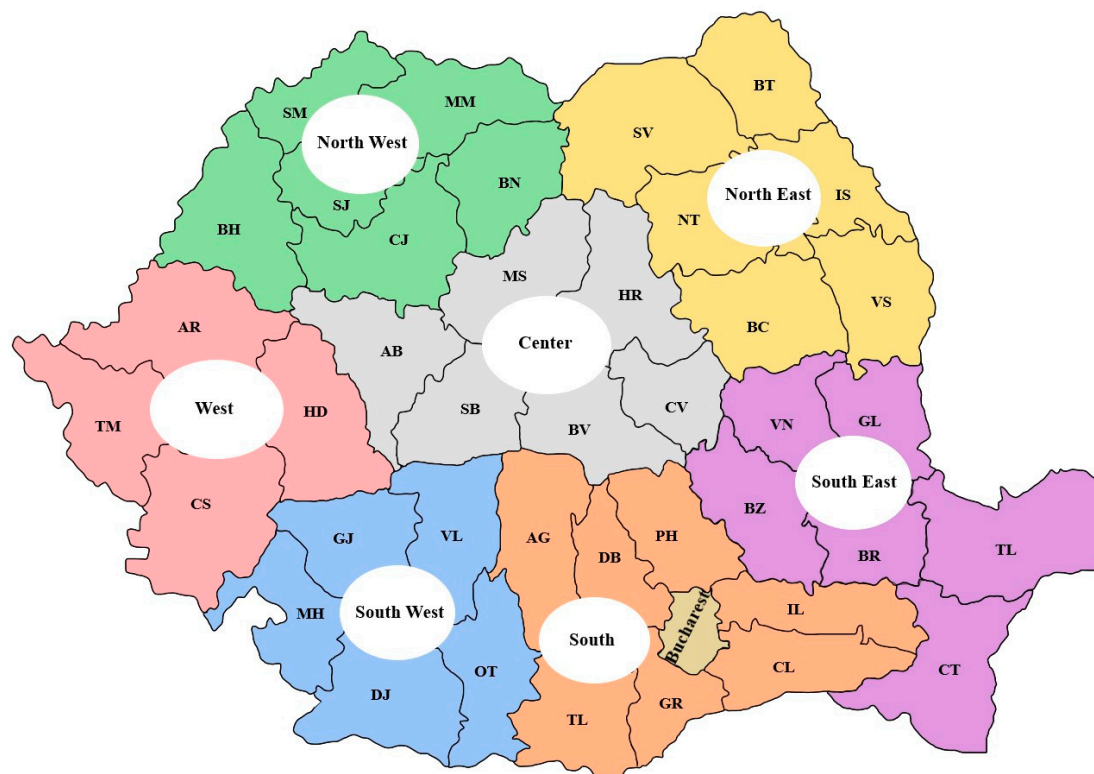 BT
MM
SM
SV
North West
BN
North East
IS
SJ
NT
BH
CJ
MS
HR
VS
AR
BC
AB
Center
West
SB
CV
TM
HD
BV
VN
GL
South East
CS
BZ
GJ
VL
AG
DB
PH
BR
TL
MH
South West
South
Bucharest
IL
OT
CL
CT
DJ
TL
GR